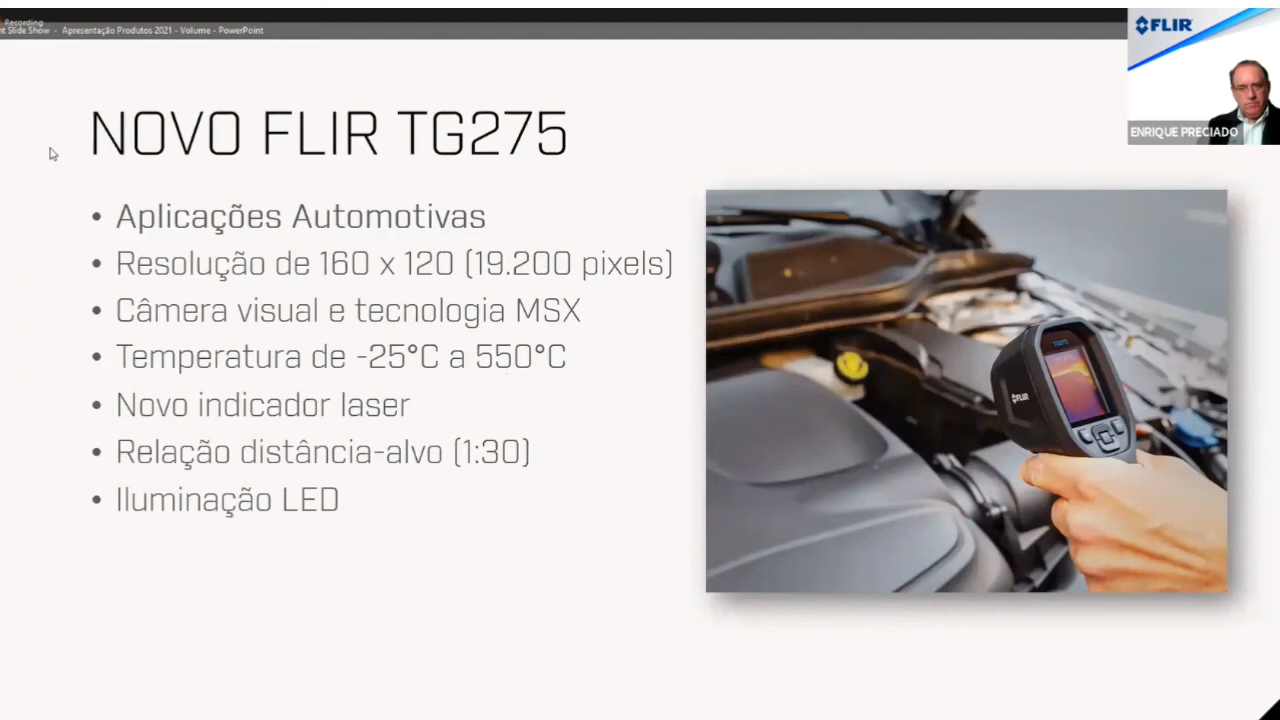 Recording
nt Slide Show - Apresentação Produtos 2021 - Volume - PowerPoint
FLIR
ENRIQUE PRECIADO
NOVO FLIR TG275
• Aplicações Automotivas
• Resolução de 160 x 120 (19.200 pixels)
• Câmera visual e tecnologia MSX
• Temperatura de -25°C a 550°C
• Novo indicador laser
• Relação distância-alvo (1:30)
• Iluminação LED
TG275
FLIR